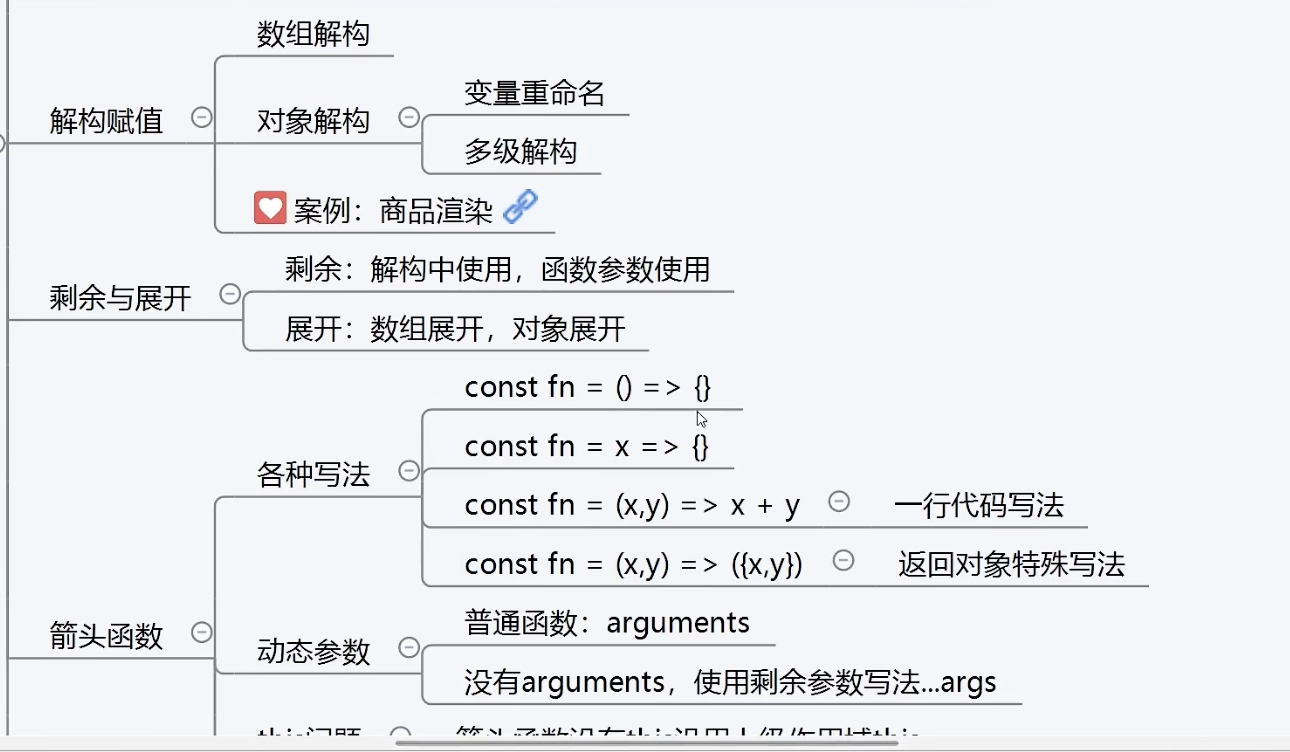 数组解构
解构赋值
对象解构
变量重命名
多级解构
案例：商品渲染
剩余与展开
剩余：解构中使用，函数参数使用
展开：数组展开，对象展开
箭头函数
各种写法
const fn = () => {}
const fn = x => {}
const fn = (x,y) => x + y
一行代码写法
const fn = (x,y) => ({x,y})
返回对象特殊写法
动态参数
普通函数：arguments
没有arguments，使用剩余参数写法...args
this问题